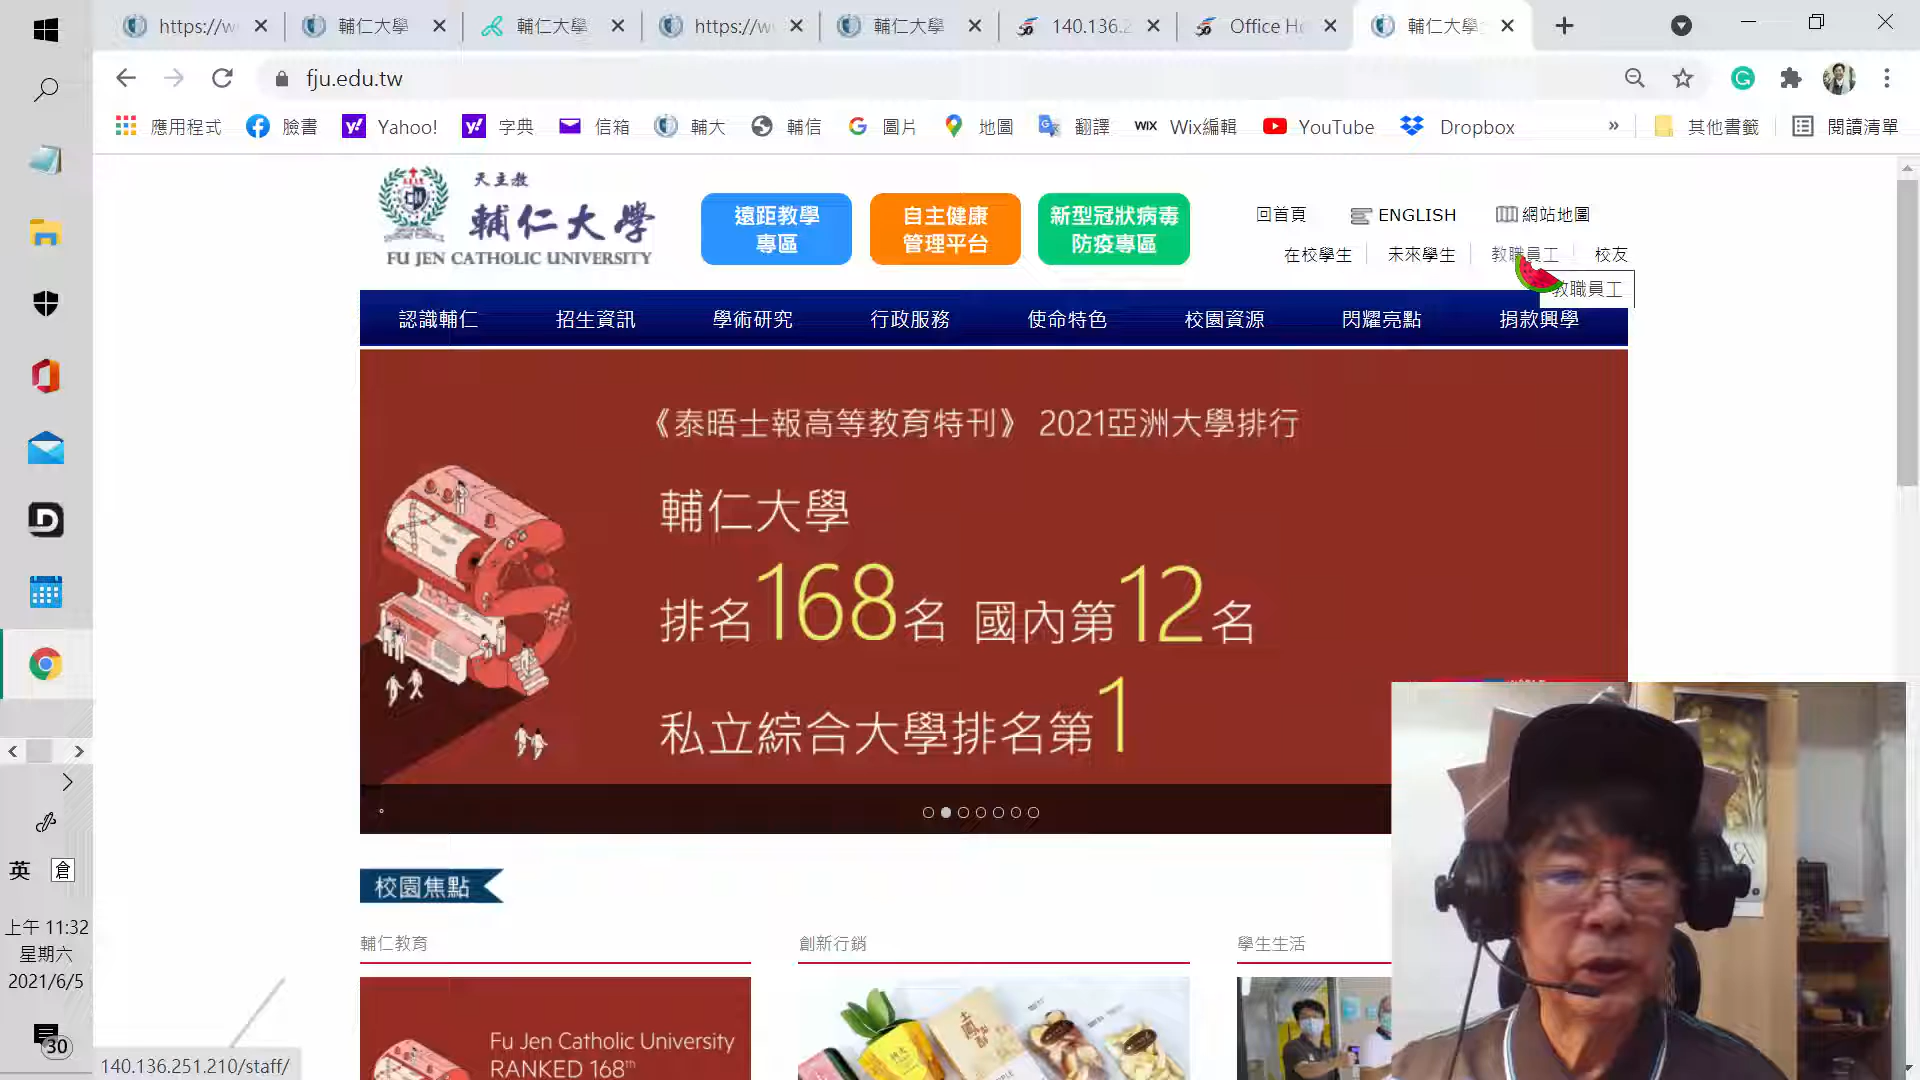 https://w
輔仁大學
輔仁大學
https://w
輔仁大學
140.136.2
Office Ho
輔仁大學
fju.edu.tw
應用程式
臉書
Yahoo!
字典
信箱
輔大
輔信
圖片
地圖
翻譯
WIX Wix編輯
YouTube
Dropbox
»
其他書籤
閱讀清單
天主教
輔仁大學
FU JEN CATHOLIC UNIVERSITY
遠距教學
專區
自主健康
管理平台
新型冠狀病毒
防疫專區
回首頁
ENGLISH
網站地圖
在校學生
未來學生
教職員工
校友
教職員工
認識輔仁
招生資訊
學術研究
行政服務
使命特色
校園資源
閃耀亮點
捐款興學
《泰晤士報高等教育特刊》 2021亞洲大學排行
輔仁大學
排名168名 國內第12名
私立綜合大學排名第1
校園焦點
輔仁教育
創新行銷
學生生活
Fu Jen Catholic University
RANKED 168th
英
倉
上午 11:32
星期六
2021/6/5
30
140.136.251.210/staff/